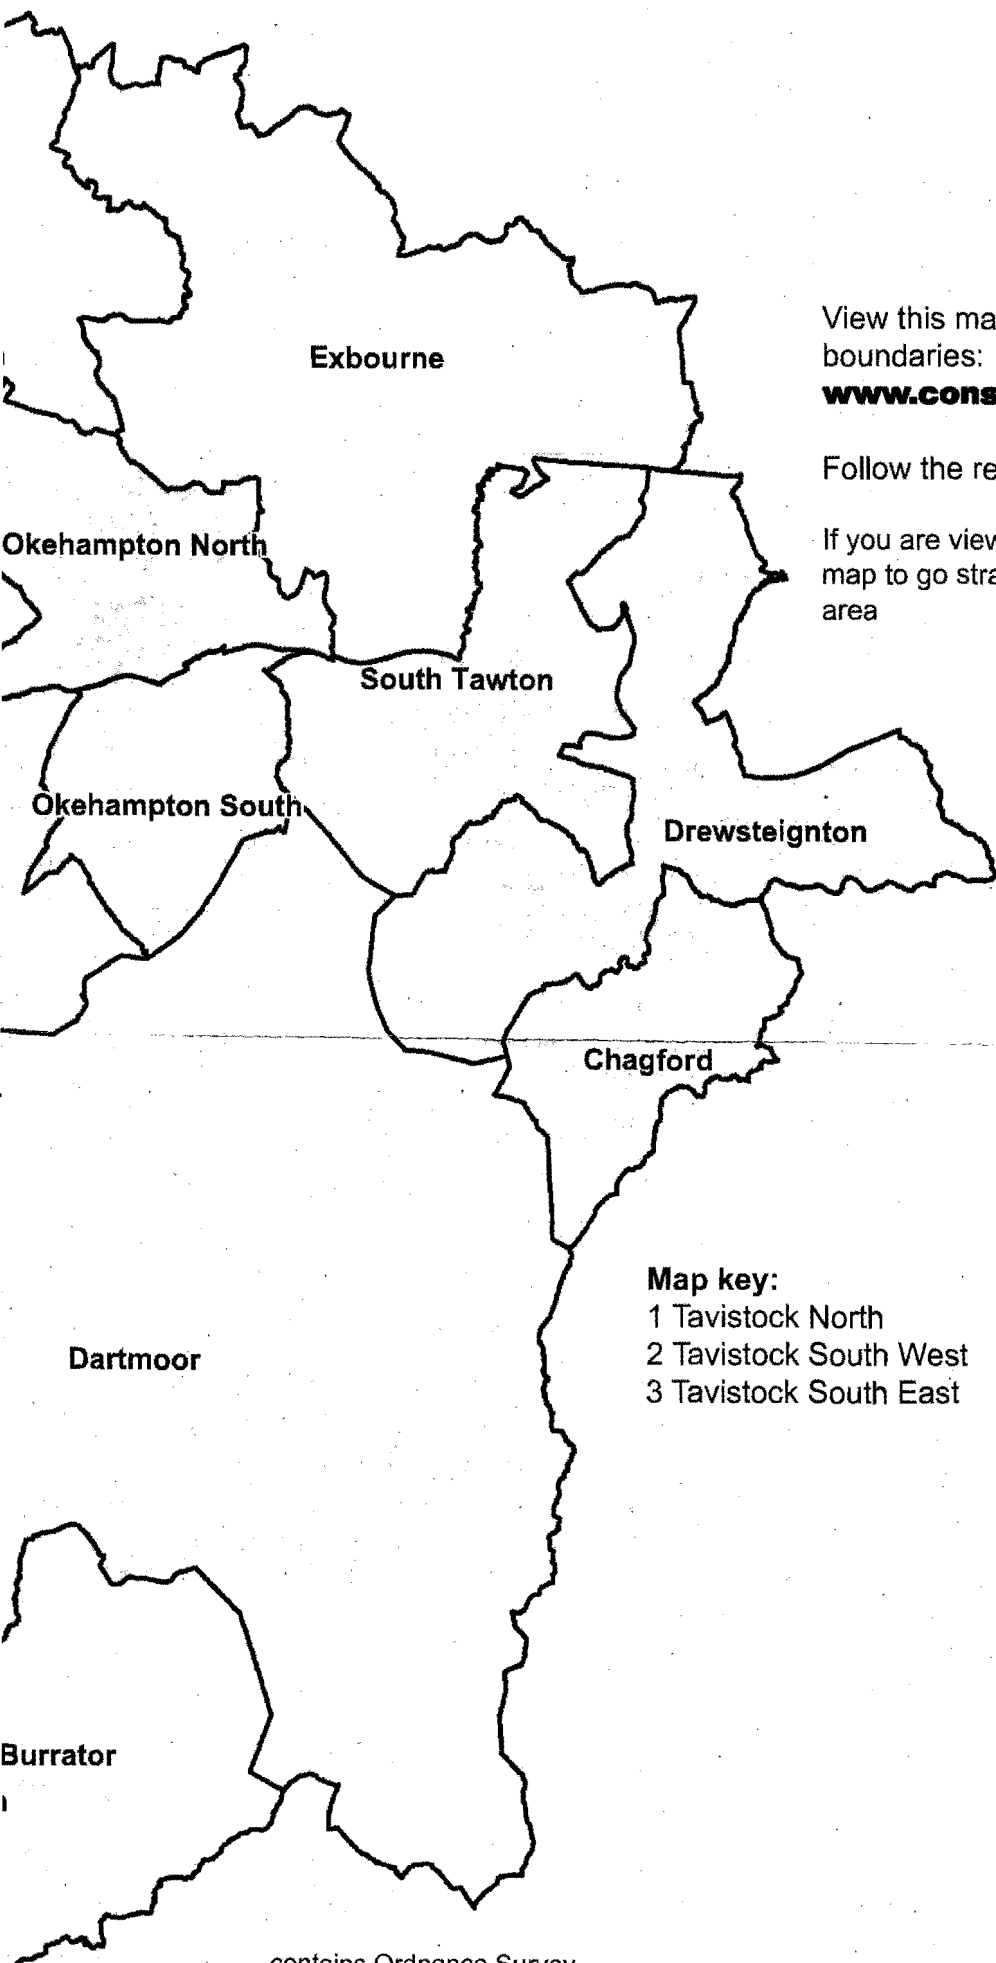 View this ma
boundaries:
www.cons
Exbourne
Follow the re
Okehampton North
If you are view
map to go stra
area
South Tawton
Okehampton South
Drewsteignton
Chagford
Map key:
1 Tavistock North
2 Tavistock South West
3 Tavistock South East
Dartmoor
Burrator
contains Ordnance Survey